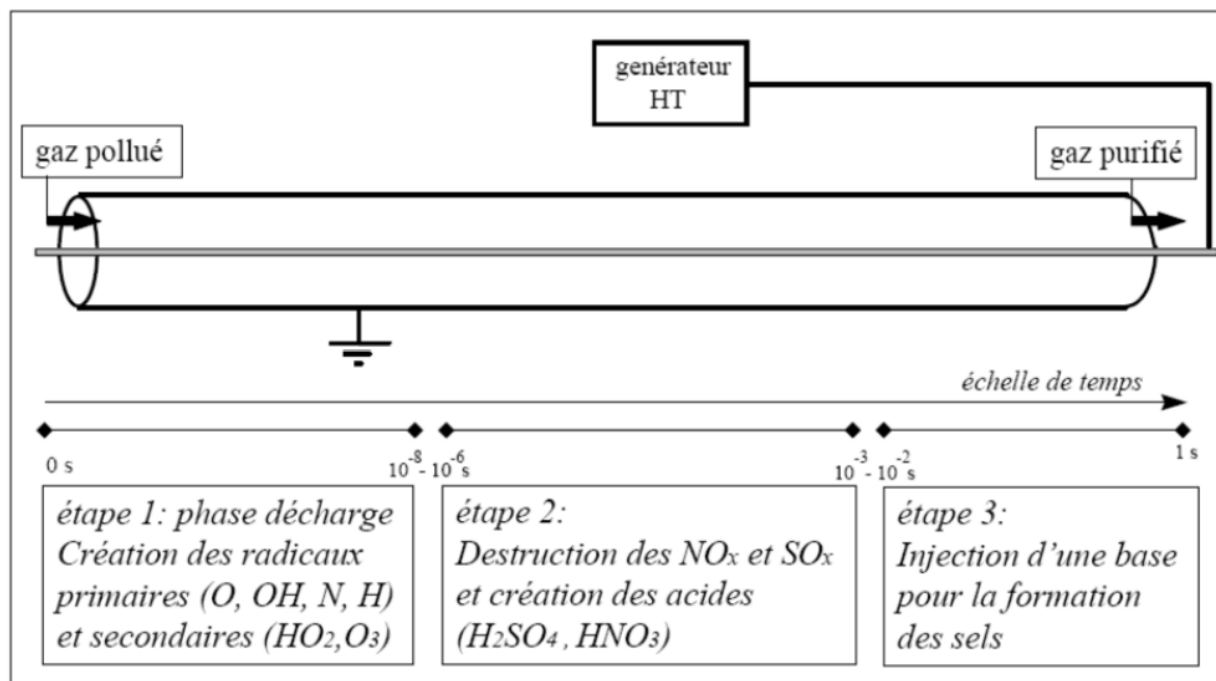 genérateur
HT
gaz pollué
gaz purifié
échelle de temps
0 s
10⁻⁸ - 10⁻⁶ s
10⁻³ - 10⁻² s
1 s
étape 1: phase décharge
Création des radicaux
primaires (O, OH, N, H)
et secondaires (HO₂,O₃)
étape 2:
Destruction des NOₓ et SOₓ
et création des acides
(H₂SO₄ , HNO₃)
étape 3:
Injection d’une base
pour la formation
des sels